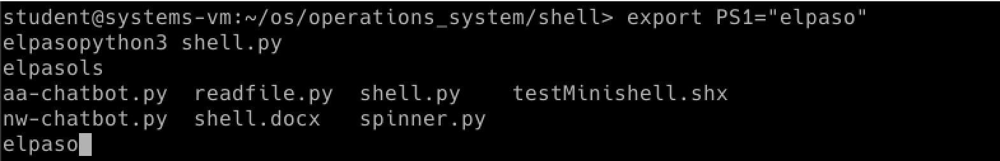 student@systems-vm:~/os/operations_system/shell> export PS1="elpaso"
elpasopython3 shell.py
elpasols
aa-chatbot.py  readfile.py  shell.py    testMinishell.shx
nw-chatbot.py  shell.docx   spinner.py
elpaso